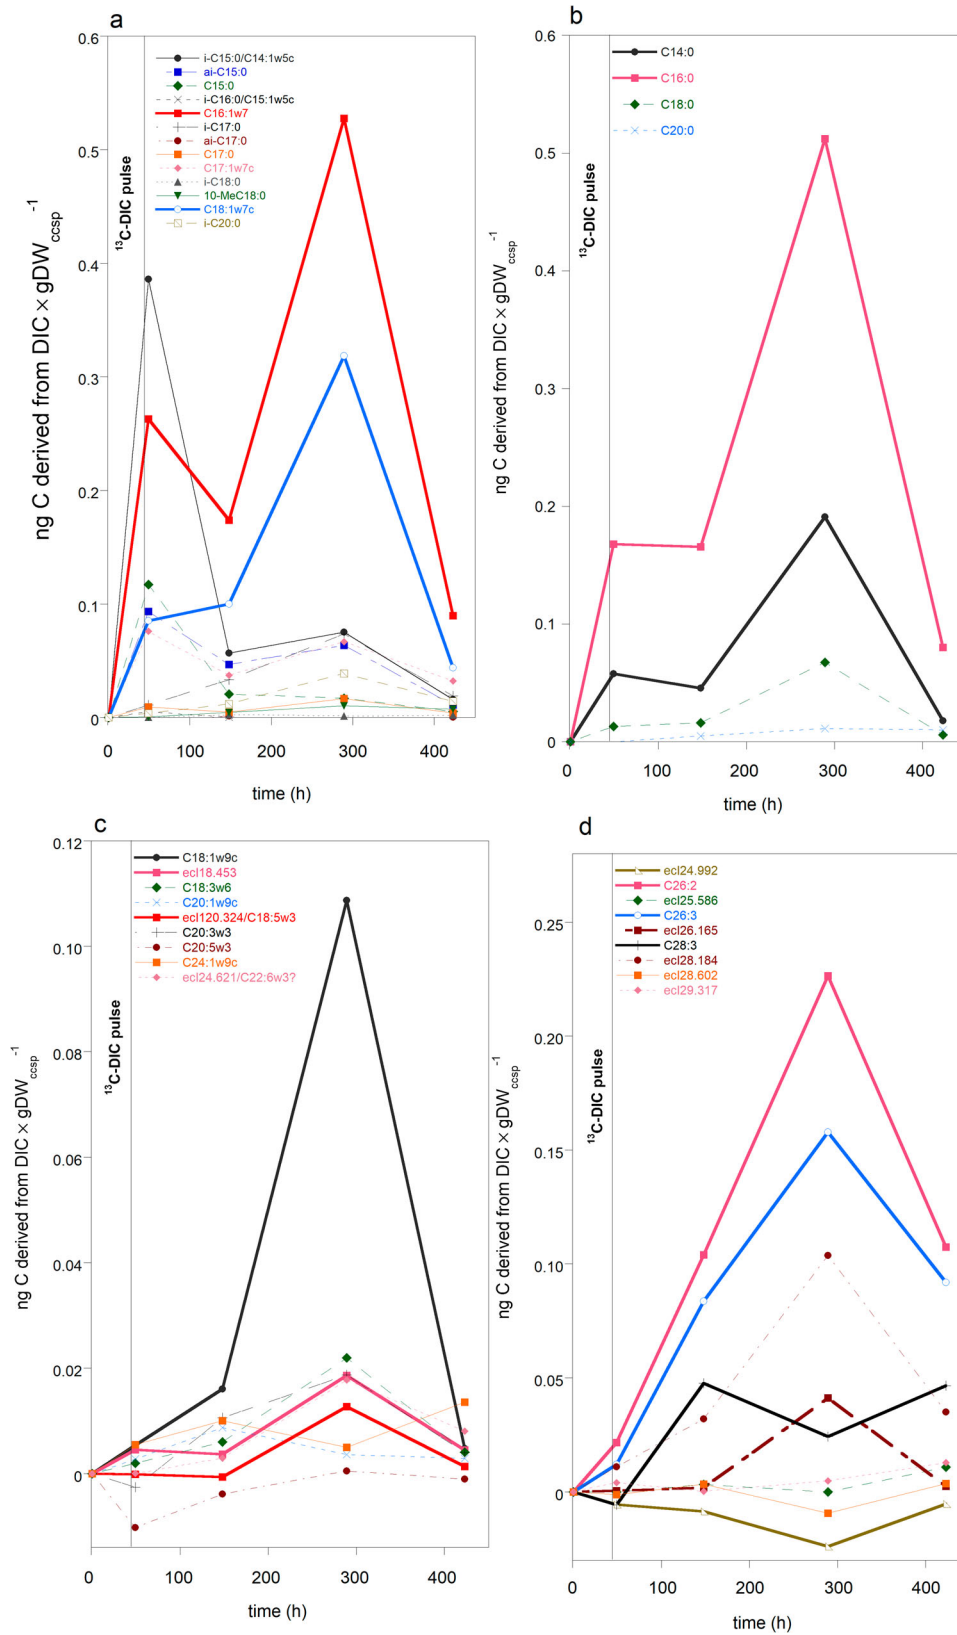 a
0.6
0.5
0.4
0.3
0.2
0.1
0
0 100 200 300 400
time (h)
ng C derived from DIC × gDW_ccsp^-1
13C-DIC pulse
i-C15:0/C14:1w5c
ai-C15:0
C15:0
i-C16:0/C15:1w5c
C16:1w7
i-C17:0
ai-C17:0
C17:0
C17:1w7c
i-C18:0
10-MeC18:0
C18:1w7c
i-C20:0
b
0.6
0.5
0.4
0.3
0.2
0.1
0
0 100 200 300 400
time (h)
ng C derived from DIC × gDW_ccsp^-1
13C-DIC pulse
C14:0
C16:0
C18:0
C20:0
c
0.12
0.10
0.08
0.06
0.04
0.02
0
0 100 200 300 400
time (h)
ng C derived from DIC × gDW_ccsp^-1
13C-DIC pulse
C18:1w9c
ecl18.453
C18:3w6
C20:1w9c
ecl120.324/C18:5w3
C20:3w3
C20:5w3
C24:1w9c
ecl24.621/C22:6w3?
d
0.25
0.20
0.15
0.10
0.05
0
0 100 200 300 400
time (h)
ng C derived from DIC × gDW_ccsp^-1
13C-DIC pulse
ecl24.992
C26:2
ecl25.586
C26:3
ecl26.165
C28:3
ecl28.184
ecl28.602
ecl29.317